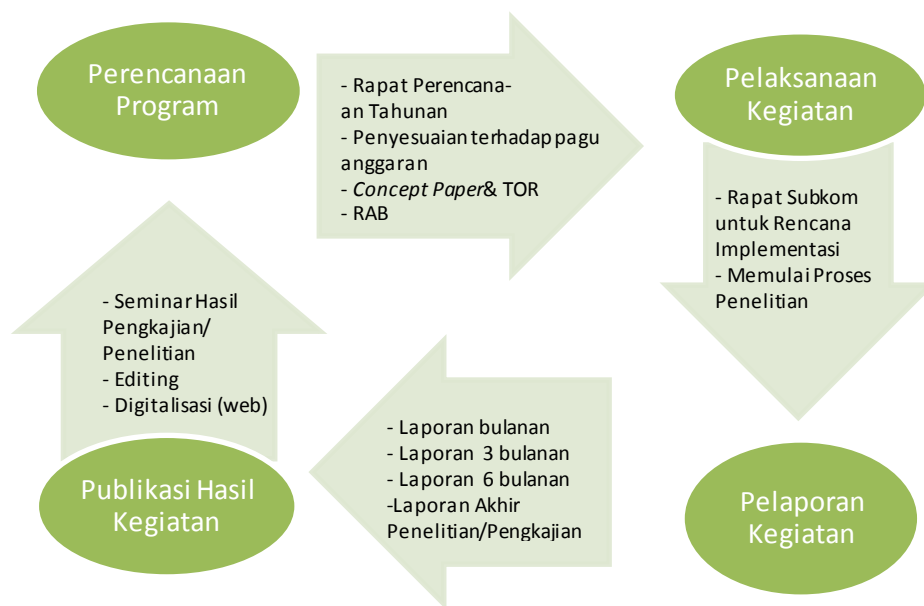 Perencanaan
Program
- Rapat Perencana-
an Tahunan
- Penyesuaian terhadap pagu
anggaran
- Concept Paper& TOR
- RAB
Pelaksanaan
Kegiatan
- Rapat Subkom
untuk Rencana
Implementasi
- Memulai Proses
Penelitian
Pelaporan
Kegiatan
- Laporan bulanan
- Laporan 3 bulanan
- Laporan 6 bulanan
-Laporan Akhir
Penelitian/Pengkajian
Publikasi Hasil
Kegiatan
- Seminar Hasil
Pengkajian/
Penelitian
- Editing
- Digitalisasi (web)